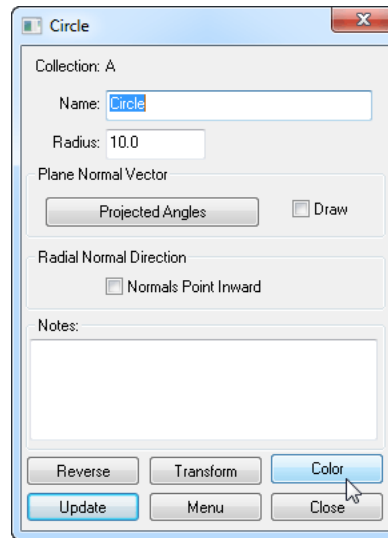 Circle
Collection: A
Name: Circle
Radius: 10.0
Plane Normal Vector
Projected Angles Draw
Radial Normal Direction
Normals Point Inward
Notes:
Reverse Transform Color
Update Menu Close